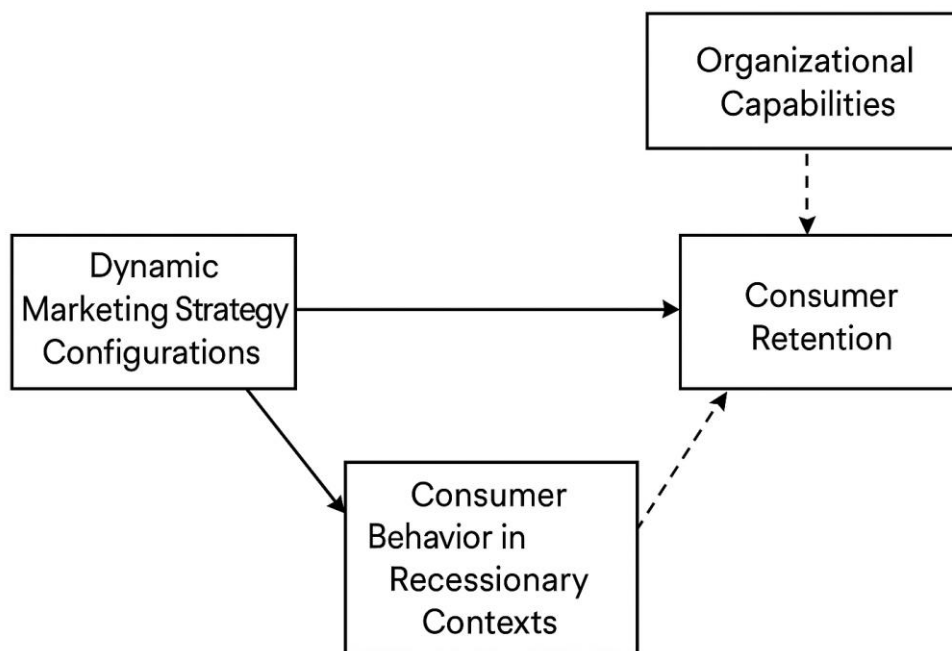 Organizational
Capabilities
Dynamic
Marketing Strategy
Configurations
Consumer
Retention
Consumer
Behavior in
Recessionary
Contexts